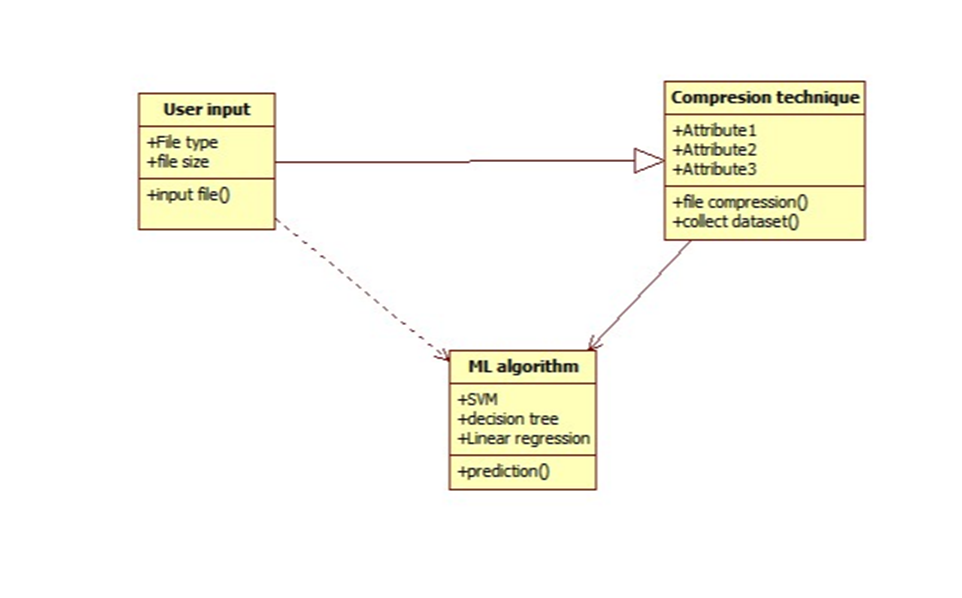 User input
+File type
+file size
+input file()
Compresion technique
+Attribute1
+Attribute2
+Attribute3
+file compression()
+collect dataset()
ML algorithm
+SVM
+decision tree
+Linear regression
+prediction()